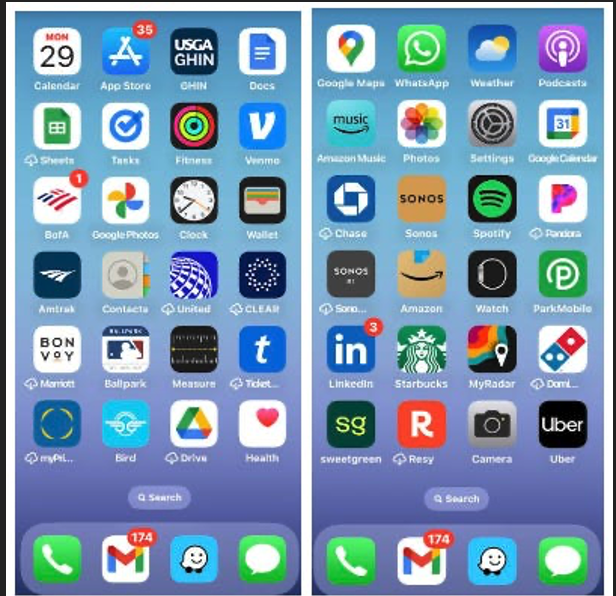 MON
29
35
USGA
GHIN
Calendar
App Store
GHIN
Docs
Sheets
Tasks
Fitness
Venmo
1
BofA
Google Photos
Clock
Wallet
Amtrak
Contacts
United
CLEAR
BON
VOY
BALLPARK
t
Marriott
Ballpark
Measure
Ticket...
Bird
Drive
Health
Search
174
Google Maps
WhatsApp
Weather
Podcasts
music
31
Amazon Music
Photos
Settings
Google Calendar
SONOS
Chase
Sonos
Spotify
Pandora
SONOS
Sono...
Amazon
Watch
ParkMobile
in
3
LinkedIn
Starbucks
MyRadar
Domi...
sg
R
Uber
sweetgreen
Resy
Camera
Uber
Search
174